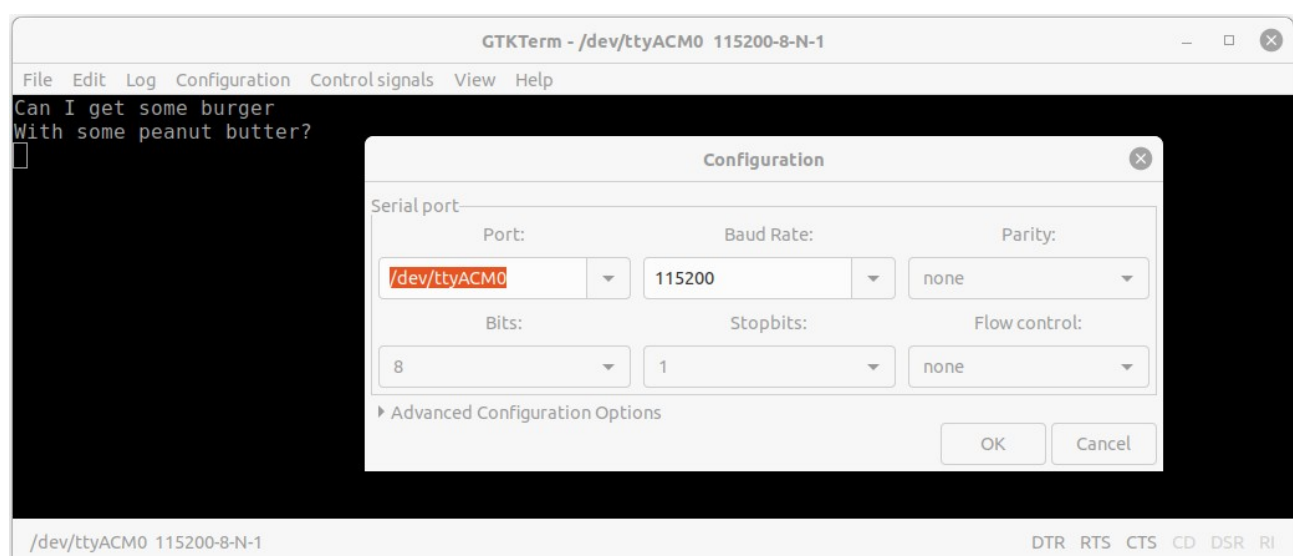 GTKTerm - /dev/ttyACM0 115200-8-N-1
File Edit Log Configuration Control signals View Help
Can I get some burger
With some peanut butter?
Configuration
Serial port
Port: Baud Rate: Parity:
/dev/ttyACM0 115200 none
Bits: Stopbits: Flow control:
8 1 none
Advanced Configuration Options
OK Cancel
/dev/ttyACM0 115200-8-N-1 DTR RTS CTS CD DSR RI